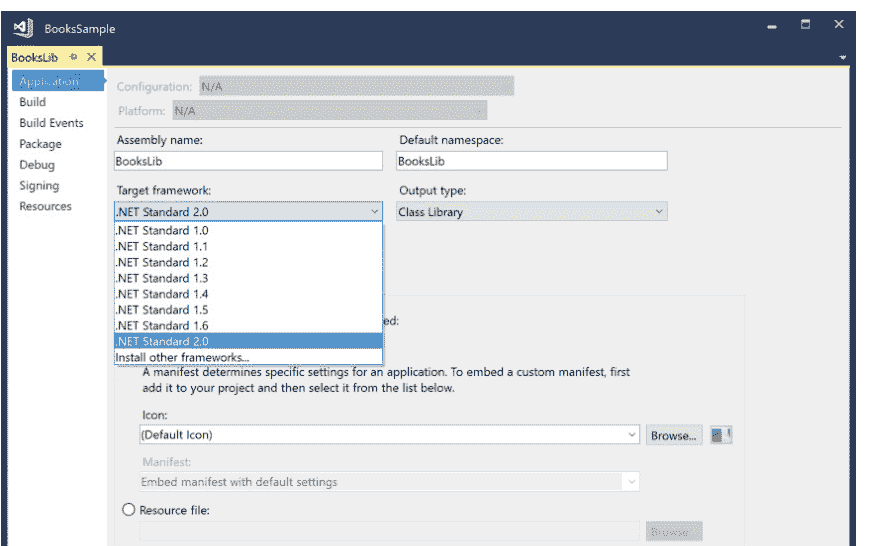 BooksSample
BooksLib
Application
Build
Build Events
Package
Debug
Signing
Resources
Configuration: N/A
Platform: N/A
Assembly name: Default namespace:
BooksLib BooksLib
Target framework: Output type:
.NET Standard 2.0 Class Library
.NET Standard 1.0
.NET Standard 1.1
.NET Standard 1.2
.NET Standard 1.3
.NET Standard 1.4
.NET Standard 1.5
.NET Standard 1.6
ed:
.NET Standard 2.0
Install other frameworks...
A manifest determines specific settings for an application. To embed a custom manifest, first
add it to your project and then select it from the list below.
Icon:
(Default Icon) Browse...
Manifest:
Embed manifest with default settings
Resource file:
Browse...